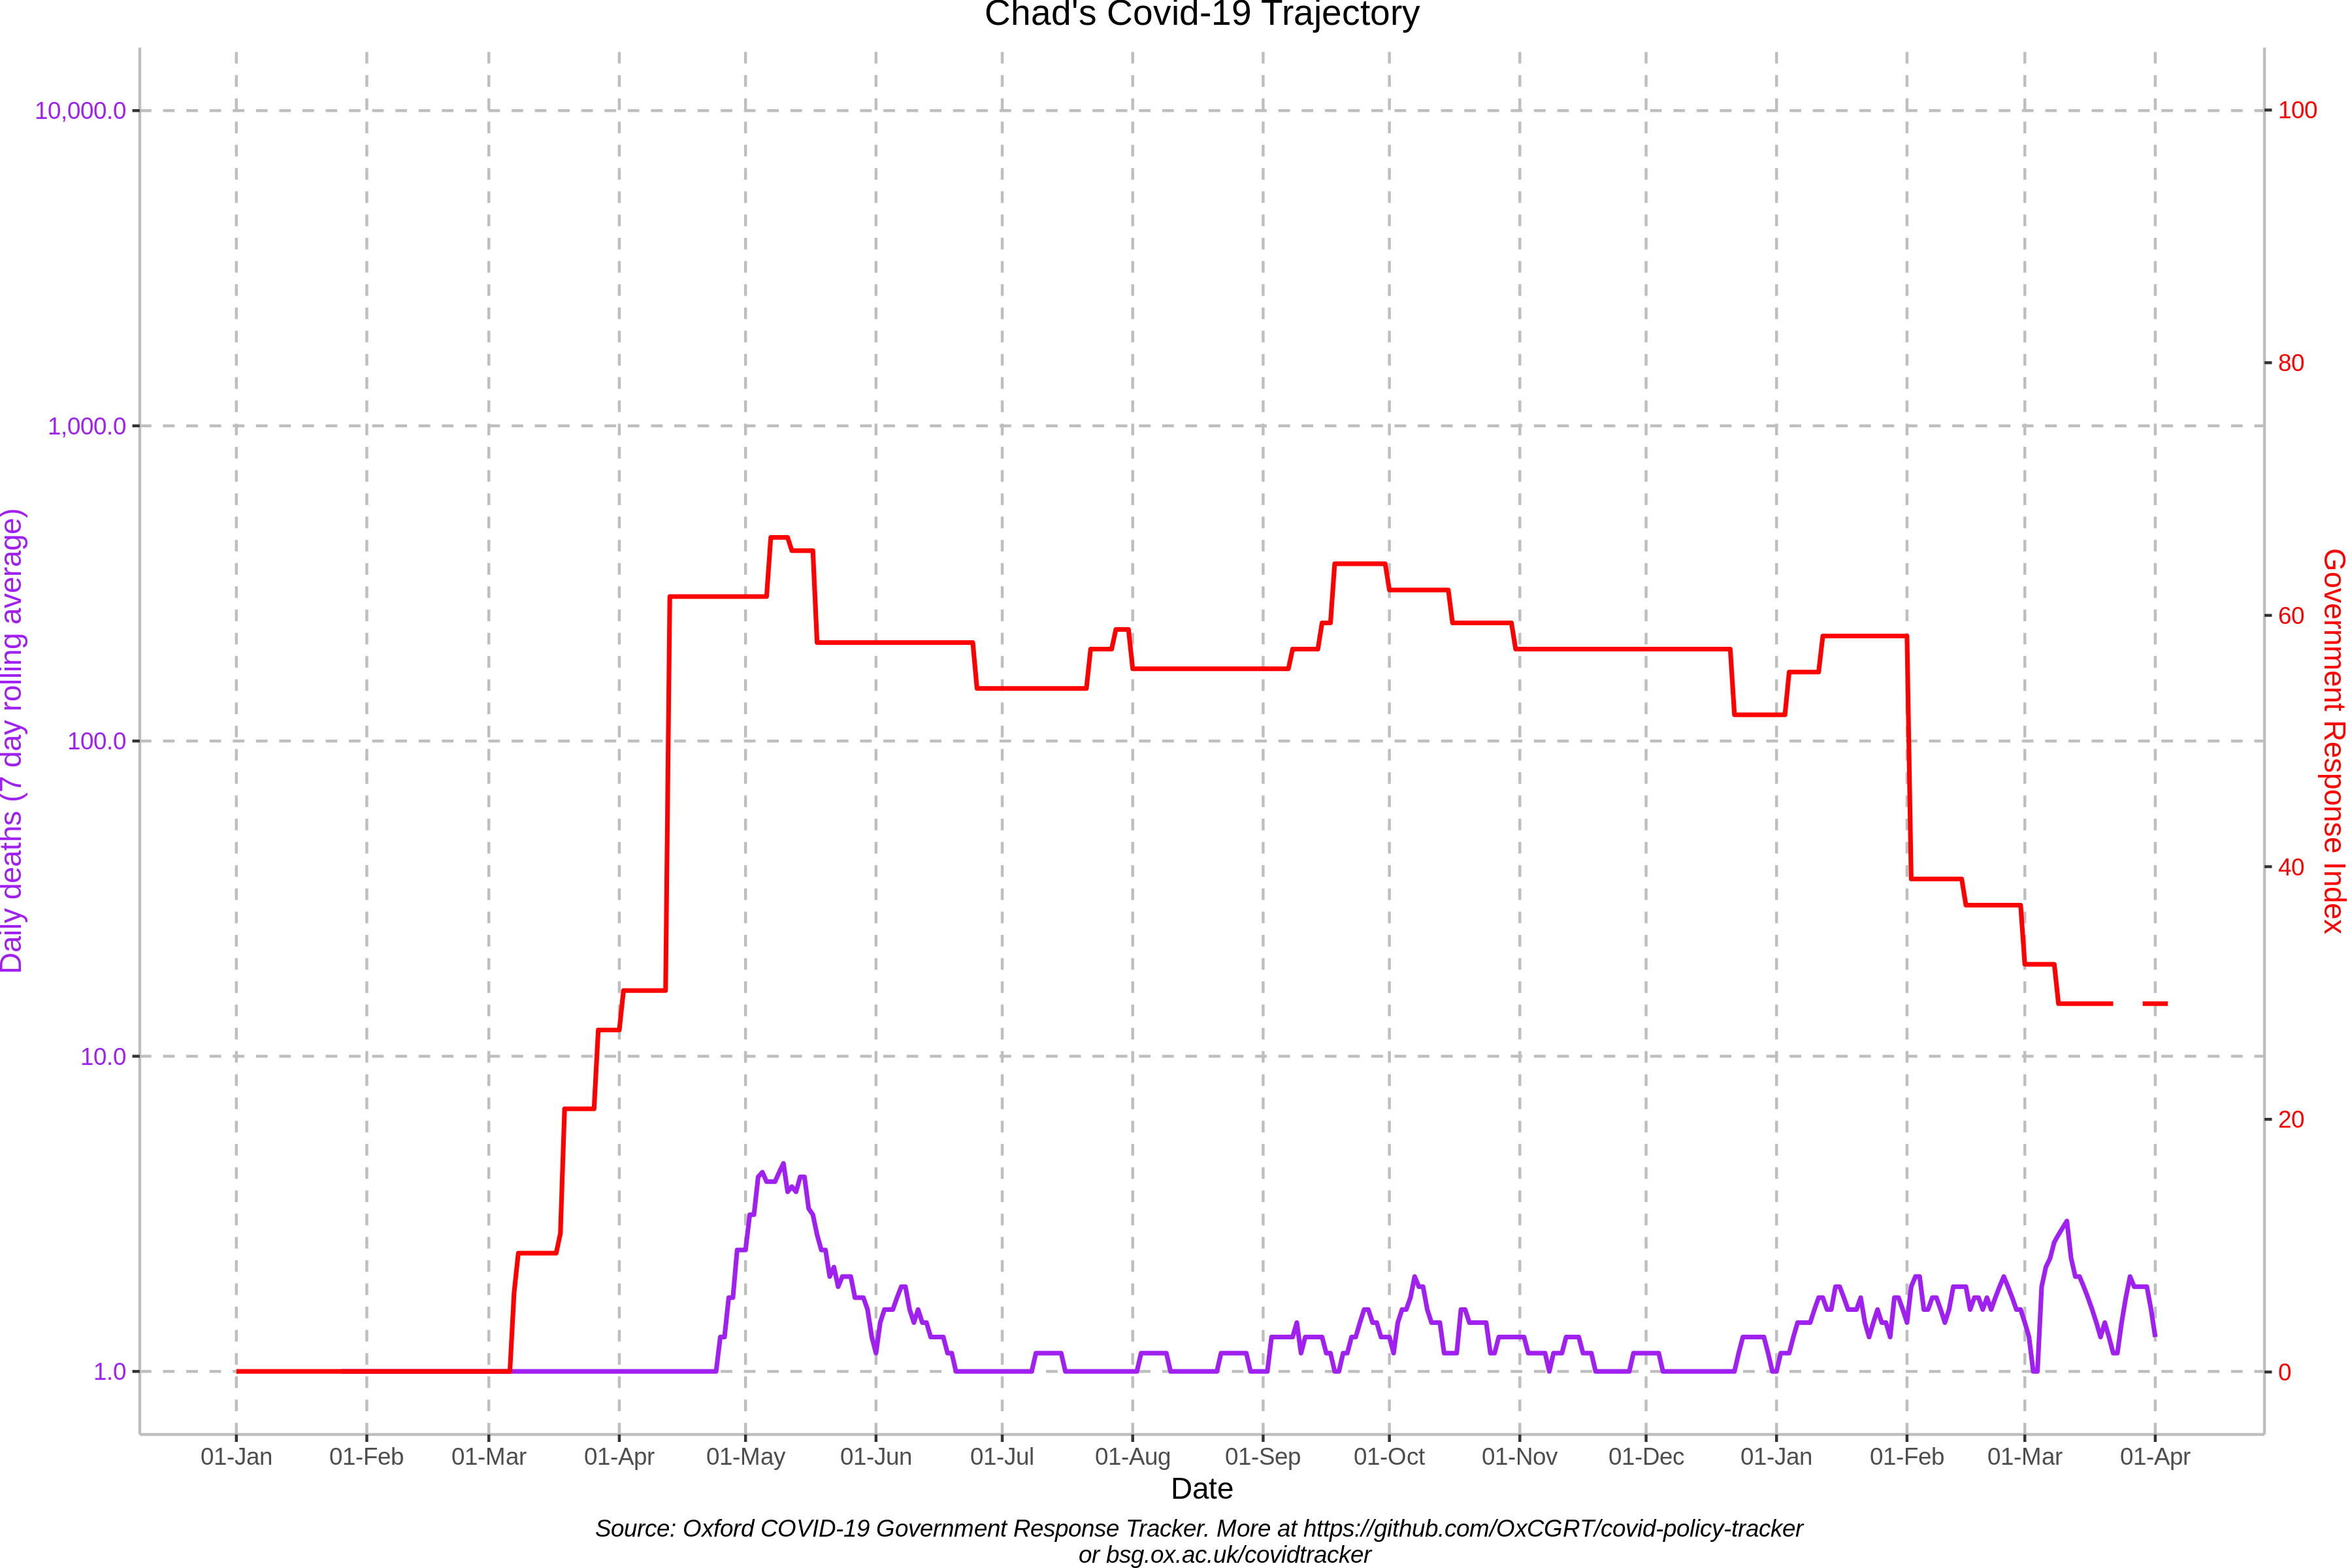 Chad's Covid-19 Trajectory
10,000.0
1,000.0
100.0
10.0
1.0
Daily deaths (7 day rolling average)
100
80
60
40
20
0
Government Response Index
01-Jan 01-Feb 01-Mar 01-Apr 01-May 01-Jun 01-Jul 01-Aug 01-Sep 01-Oct 01-Nov 01-Dec 01-Jan 01-Feb 01-Mar 01-Apr
Date
Source: Oxford COVID-19 Government Response Tracker. More at https://github.com/OxCGRT/covid-policy-tracker
or bsg.ox.ac.uk/covidtracker